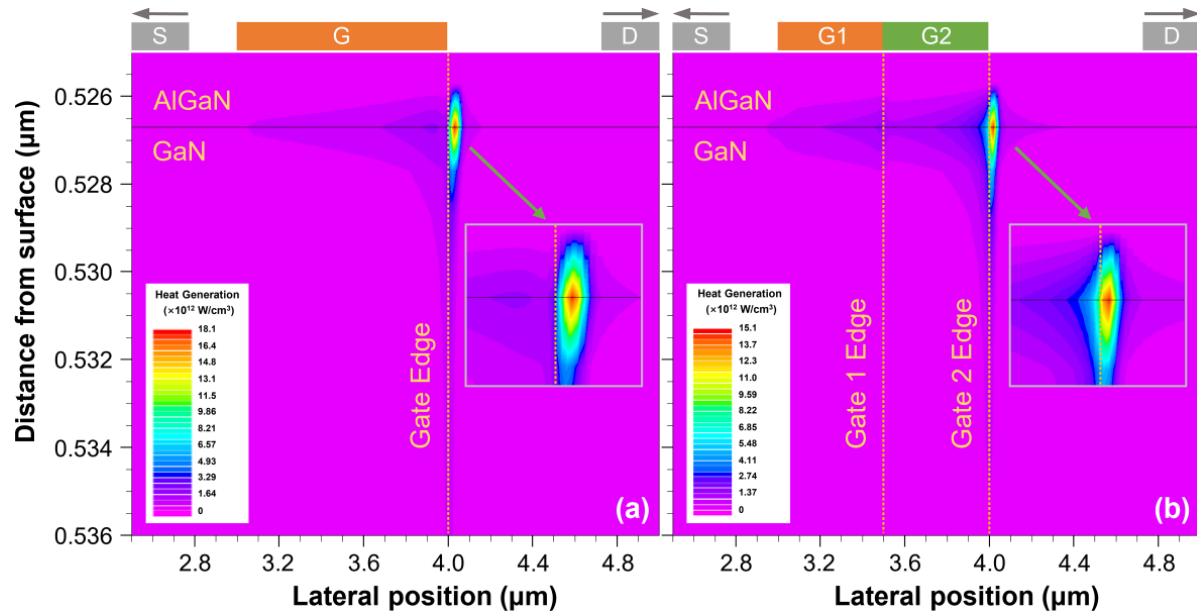 S G D S G1 G2 D
Distance from surface (µm)
0.526
0.528
0.530
0.532
0.534
0.536
AlGaN
GaN
Gate Edge
Heat Generation
(×10¹² W/cm³)
18.1
16.4
14.8
13.1
11.5
9.86
8.21
6.57
4.93
3.29
1.64
0
(a)
2.8 3.2 3.6 4.0 4.4 4.8
Lateral position (µm)
AlGaN
GaN
Gate 1 Edge
Gate 2 Edge
Heat Generation
(×10¹² W/cm³)
15.1
13.7
12.3
11.0
9.59
8.22
6.85
5.48
4.11
2.74
1.37
0
(b)
2.8 3.2 3.6 4.0 4.4 4.8
Lateral position (µm)